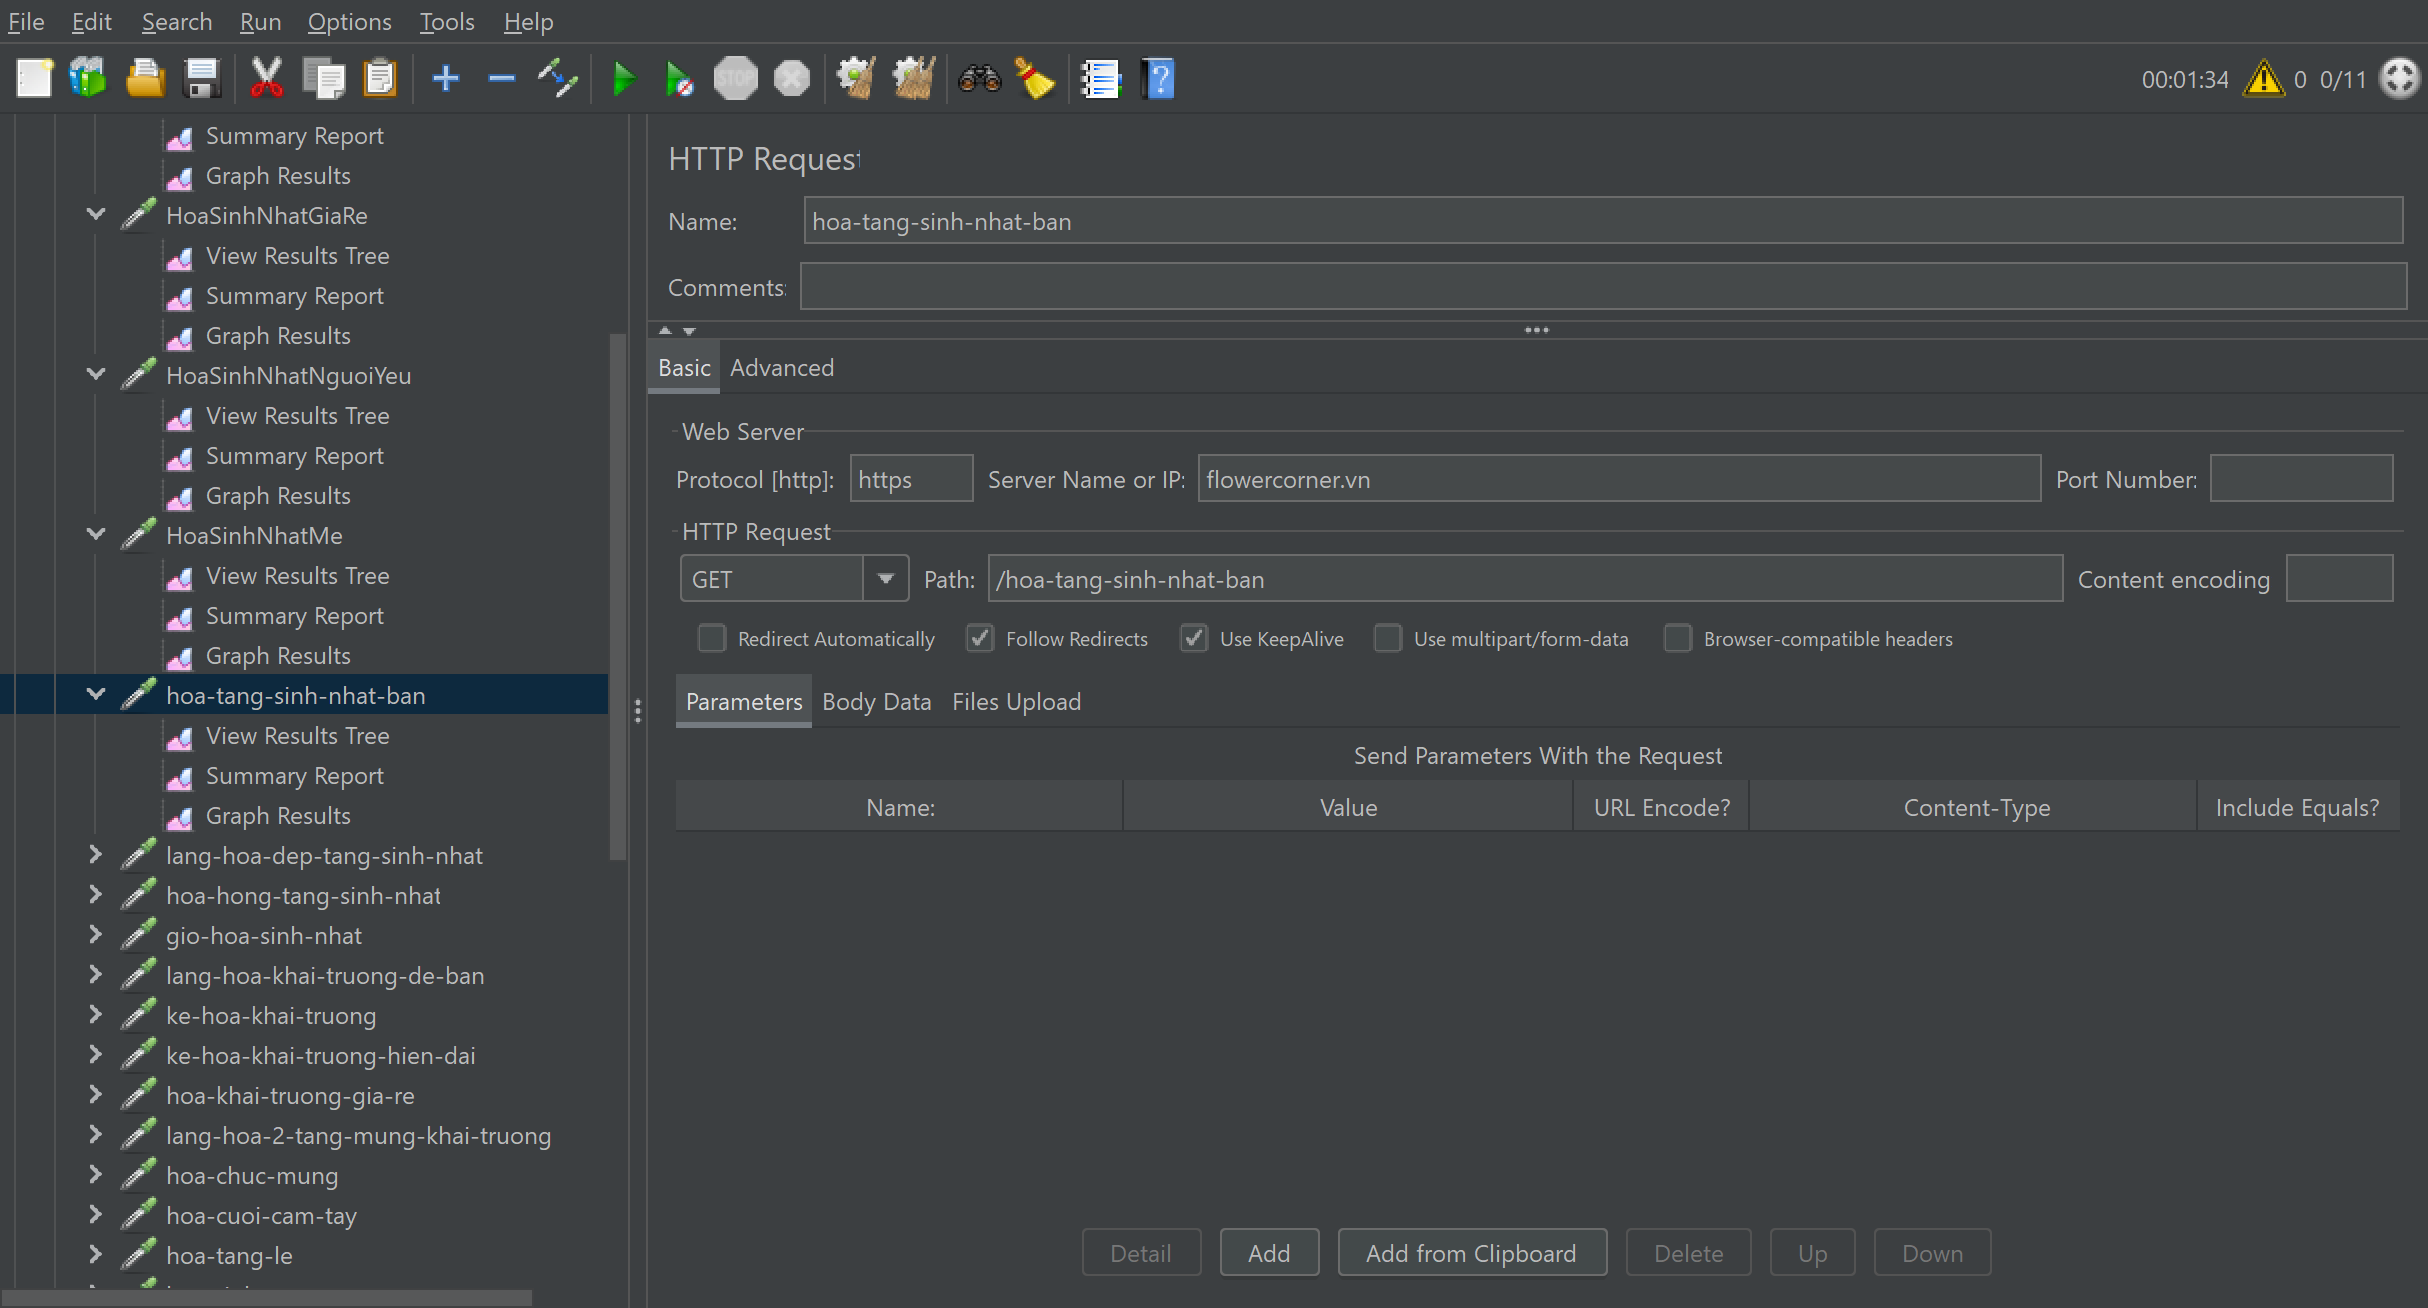 File Edit Search Run Options Tools Help
STOP
00:01:34 0 0/11
Summary Report
Graph Results
HoaSinhNhatGiaRe
View Results Tree
Summary Report
Graph Results
HoaSinhNhatNguoiYeu
View Results Tree
Summary Report
Graph Results
HoaSinhNhatMe
View Results Tree
Summary Report
Graph Results
hoa-tang-sinh-nhat-ban
View Results Tree
Summary Report
Graph Results
lang-hoa-dep-tang-sinh-nhat
hoa-hong-tang-sinh-nhat
gio-hoa-sinh-nhat
lang-hoa-khai-truong-de-ban
ke-hoa-khai-truong
ke-hoa-khai-truong-hien-dai
hoa-khai-truong-gia-re
lang-hoa-2-tang-mung-khai-truong
hoa-chuc-mung
hoa-cuoi-cam-tay
hoa-tang-le
HTTP Request
Name: hoa-tang-sinh-nhat-ban
Comments:
Basic Advanced
Web Server
Protocol [http]: https Server Name or IP: flowercorner.vn Port Number:
HTTP Request
GET Path: /hoa-tang-sinh-nhat-ban Content encoding
Redirect Automatically Follow Redirects Use KeepAlive Use multipart/form-data Browser-compatible headers
Parameters Body Data Files Upload
Send Parameters With the Request
Name: Value URL Encode? Content-Type Include Equals?
Detail Add Add from Clipboard Delete Up Down